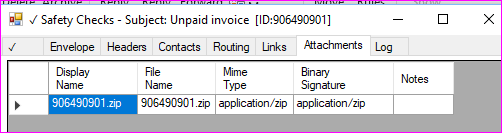 ✓ Safety Checks - Subject: Unpaid invoice [ID:906490901]
✓ Envelope Headers Contacts Routing Links Attachments Log
Display Name File Name Mime Type Binary Signature Notes
906490901.zip 906490901.zip application/zip application/zip